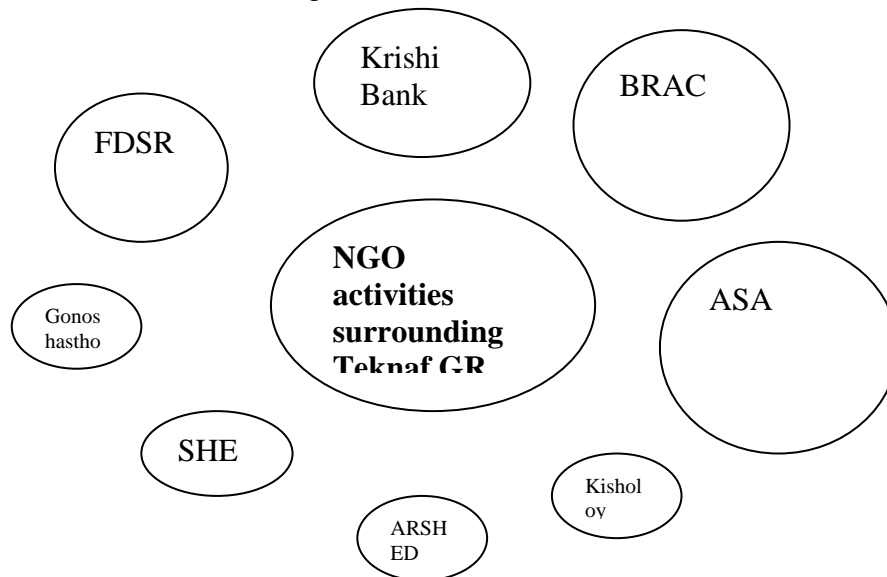 Krishi
Bank
BRAC
FDSR
NGO
activities
surrounding
Teknaf GR
ASA
Gonos
hastho
SHE
Kishol
oy
ARSH
ED